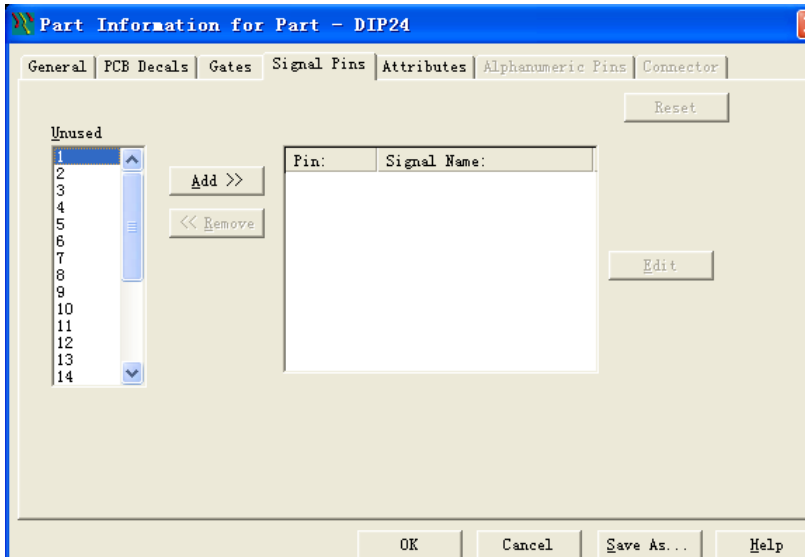 Part Information for Part - DIP24
General PCB Decals Gates Signal Pins Attributes Alphanumeric Pins Connector
Reset
Unused
1
2
3
4
5
6
7
8
9
10
11
12
13
14
Add >>
<< Remove
Pin: Signal Name:
Edit
OK Cancel Save As... Help